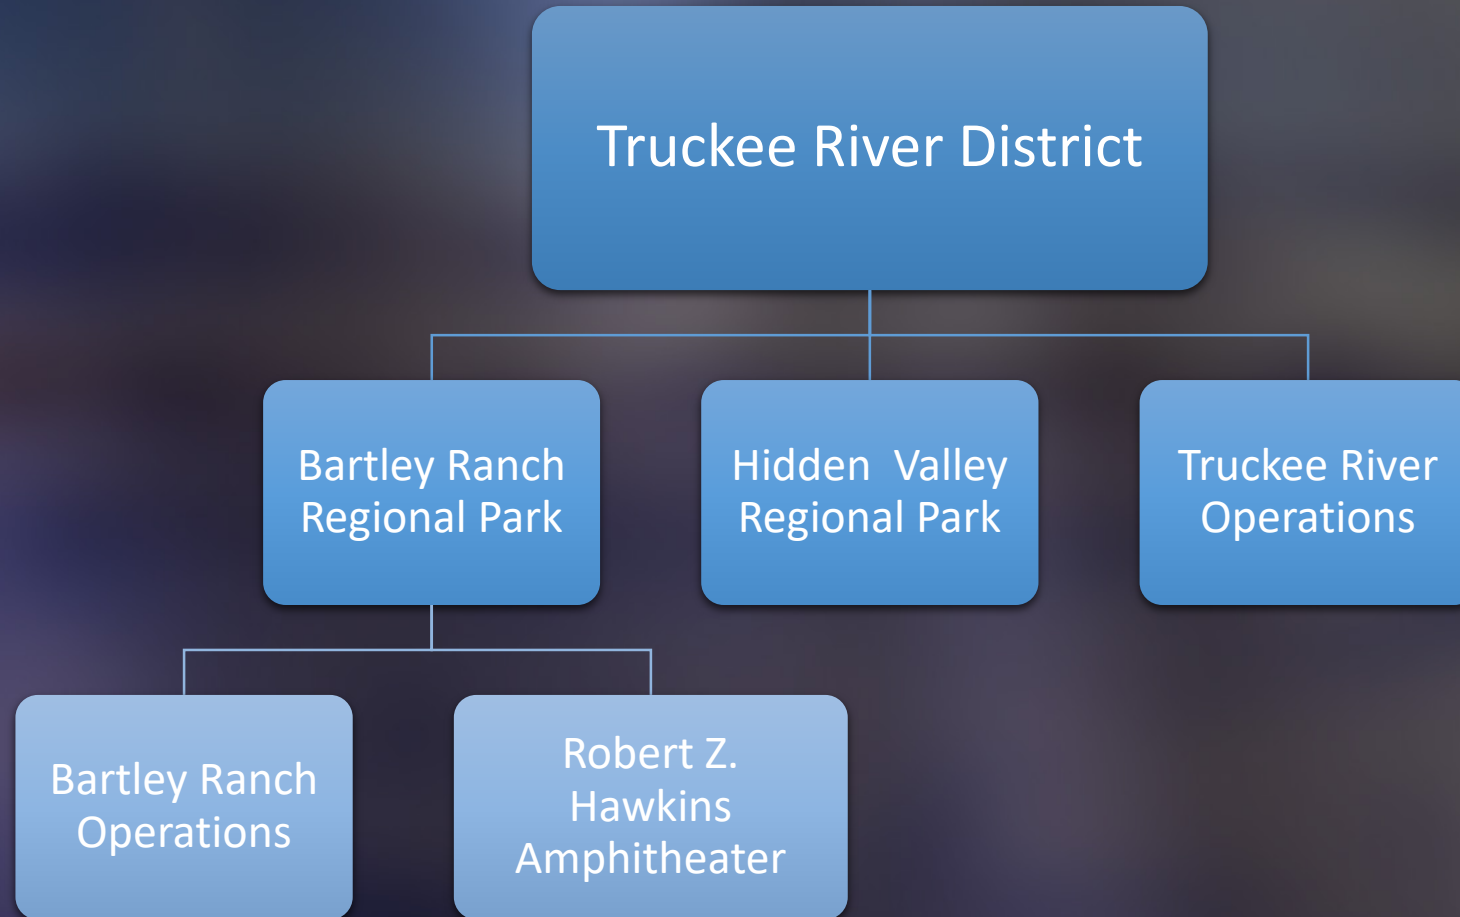 Truckee River District
Bartley Ranch
Regional Park
Hidden  Valley
Regional Park
Truckee River
Operations
Bartley Ranch
Operations
Robert Z.
Hawkins
Amphitheater